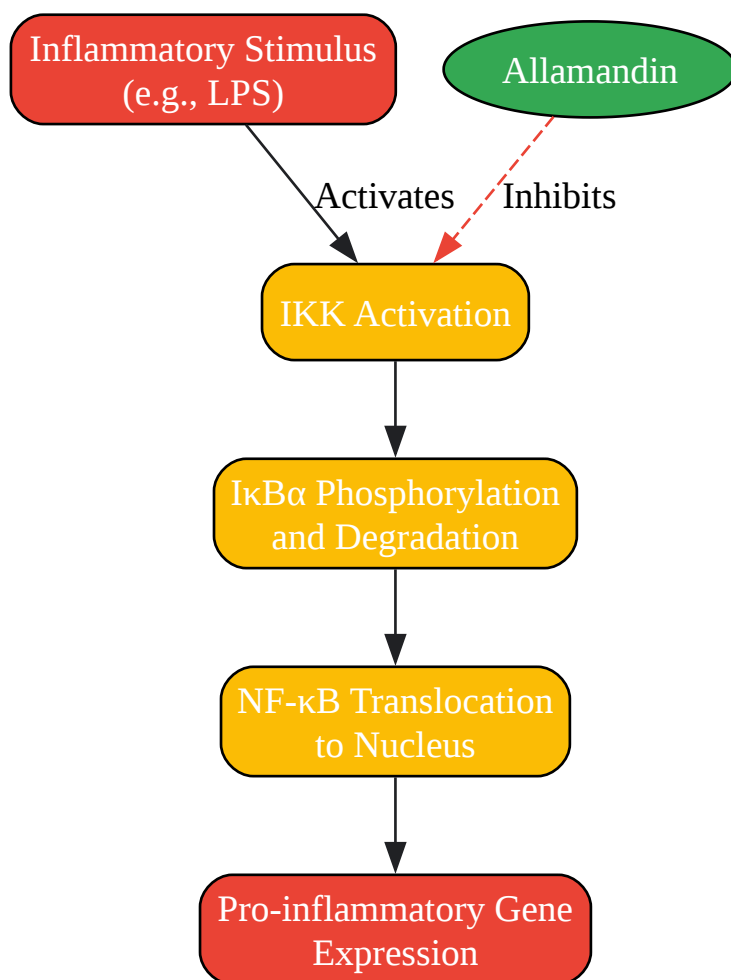 Inflammatory Stimulus
(e.g., LPS)
Allamandin
Activates
Inhibits
IKK Activation
IκBα Phosphorylation
and Degradation
NF-κB Translocation
to Nucleus
Pro-inflammatory Gene
Expression